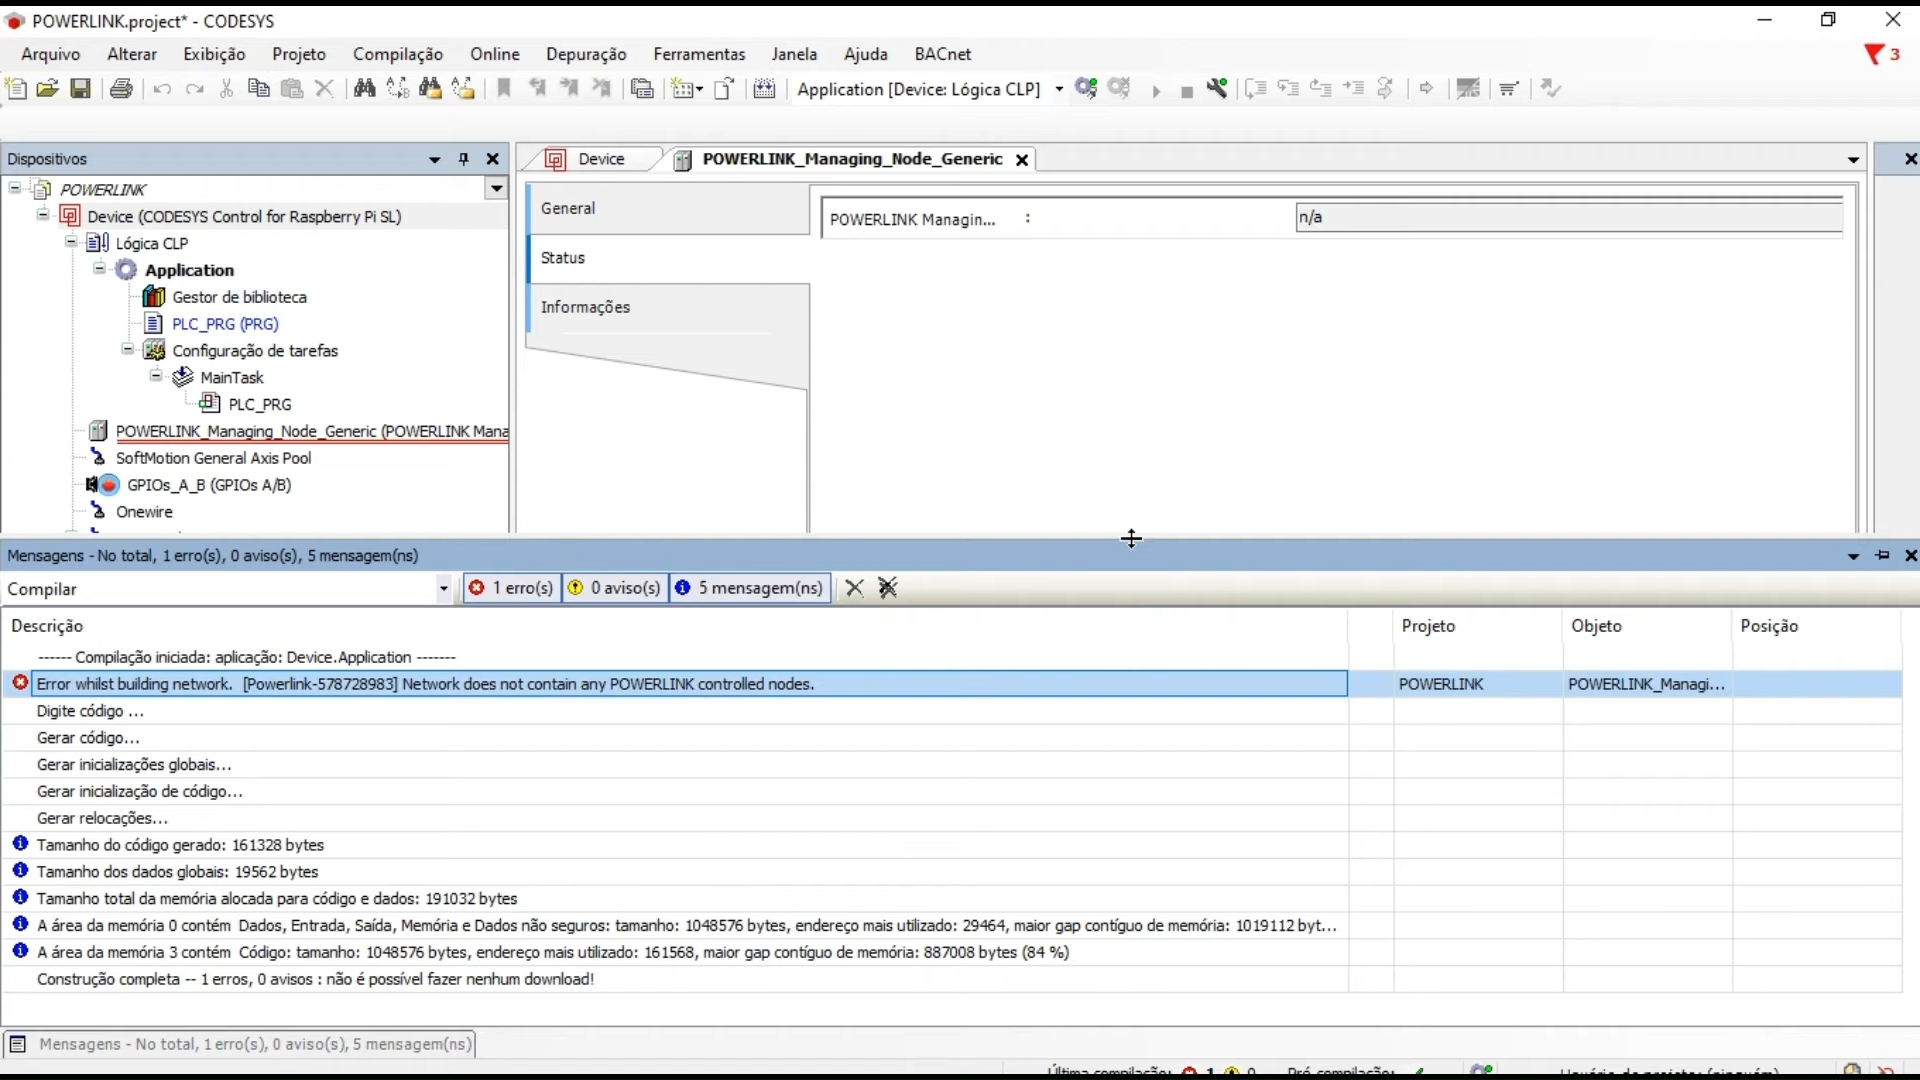 POWERLINK.project* - CODESYS
Arquivo Alterar Exibição Projeto Compilação Online Depuração Ferramentas Janela Ajuda BACnet
3
Application [Device: Lógica CLP]
Dispositivos
Device
POWERLINK_Managing_Node_Generic
POWERLINK
Device (CODESYS Control for Raspberry Pi SL)
Lógica CLP
Application
Gestor de biblioteca
PLC_PRG (PRG)
Configuração de tarefas
MainTask
PLC_PRG
POWERLINK_Managing_Node_Generic (POWERLINK Mana
SoftMotion General Axis Pool
GPIOs_A_B (GPIOs A/B)
Onewire
General
Status
Informações
POWERLINK Managin... : n/a
Mensagens - No total, 1 erro(s), 0 aviso(s), 5 mensagem(ns)
Compilar 1 erro(s) 0 aviso(s) 5 mensagem(ns)
Descrição Projeto Objeto Posição
------ Compilação iniciada: aplicação: Device.Application -------
Error whilst building network. [Powerlink-578728983] Network does not contain any POWERLINK controlled nodes. POWERLINK POWERLINK_Managi...
Digite código ...
Gerar código...
Gerar inicializações globais...
Gerar inicialização de código...
Gerar relocações...
Tamanho do código gerado: 161328 bytes
Tamanho dos dados globais: 19562 bytes
Tamanho total da memória alocada para código e dados: 191032 bytes
A área da memória 0 contém Dados, Entrada, Saída, Memória e Dados não seguros: tamanho: 1048576 bytes, endereço mais utilizado: 29464, maior gap contíguo de memória: 1019112 byt...
A área da memória 3 contém Código: tamanho: 1048576 bytes, endereço mais utilizado: 161568, maior gap contíguo de memória: 887008 bytes (84 %)
Construção completa -- 1 erros, 0 avisos : não é possível fazer nenhum download!
Mensagens - No total, 1 erro(s), 0 aviso(s), 5 mensagem(ns)
Última compilação: 1 0 Pré-compilação: Usuário do projeto: (ninguém)